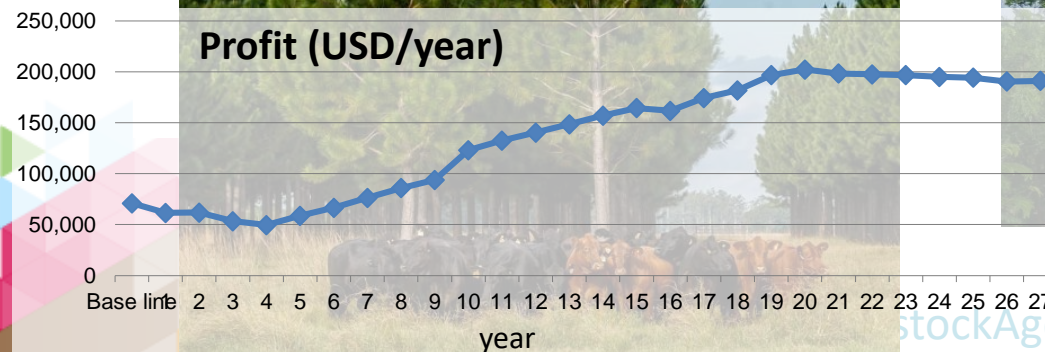 Profit (USD/year)
250,000
200,000
150,000
100,000
50,000
0
Base line 1 2 3 4 5 6 7 8 9 10 11 12 13 14 15 16 17 18 19 20 21 22 23 24 25 26 27
year
stockAg